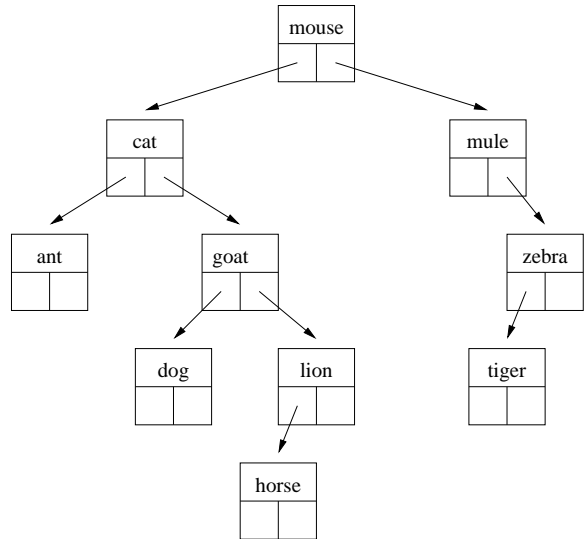 mouse
cat
mule
ant
goat
zebra
dog
lion
tiger
horse